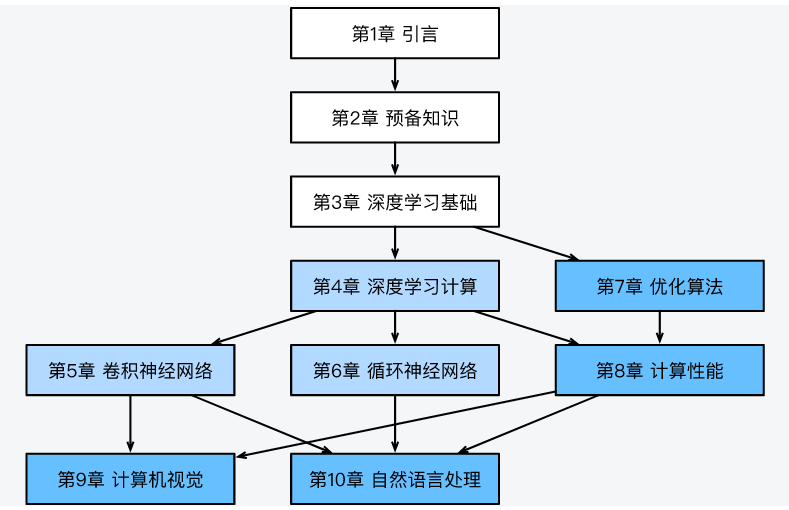 第1章 引言
第2章 预备知识
第3章 深度学习基础
第4章 深度学习计算
第7章 优化算法
第5章 卷积神经网络
第6章 循环神经网络
第8章 计算性能
第9章 计算机视觉
第10章 自然语言处理